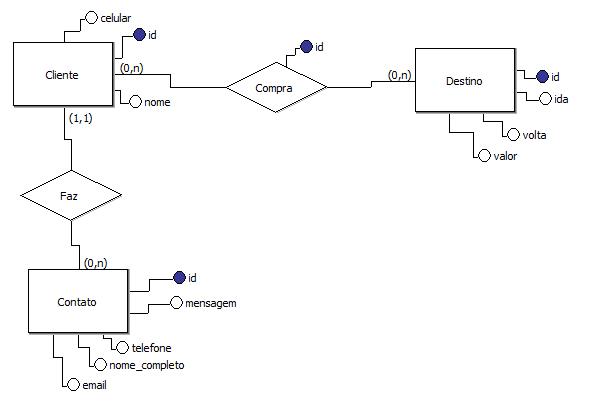 celular
id
Cliente
(0,n)
nome
(1,1)
id
Compra
(0,n)
Destino
id
ida
volta
valor
Faz
(0,n)
Contato
id
mensagem
telefone
nome_completo
email